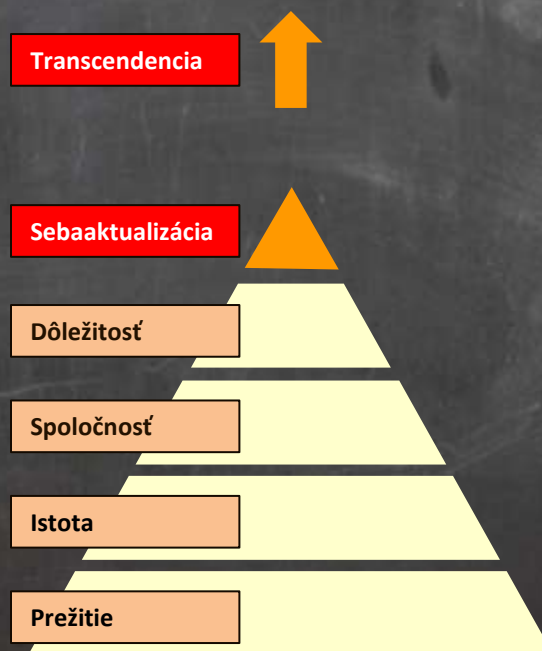 Transcendencia
Sebaaktualizácia
Dôležitosť
Spoločnosť
Istota
Prežitie